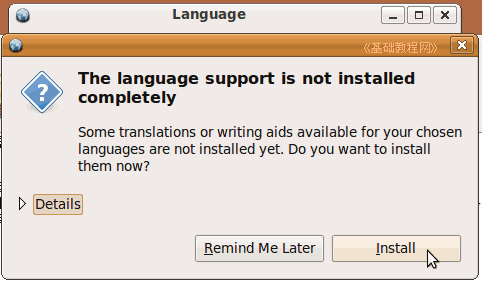 Language
《基础教程网》
The language support is not installed
completely
Some translations or writing aids available for your chosen
languages are not installed yet. Do you want to install
them now?
Details
Remind Me Later
Install